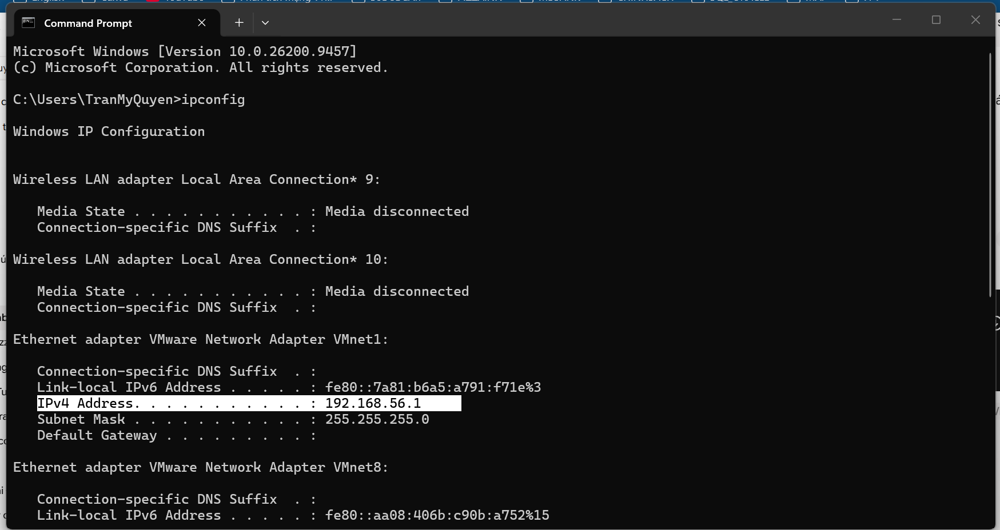 Command Prompt
Microsoft Windows [Version 10.0.26200.9457]
(c) Microsoft Corporation. All rights reserved.
C:\Users\TranMyQuyen>ipconfig
Windows IP Configuration
Wireless LAN adapter Local Area Connection* 9:
Media State . . . . . . . . . . . : Media disconnected
Connection-specific DNS Suffix  . :
Wireless LAN adapter Local Area Connection* 10:
Media State . . . . . . . . . . . : Media disconnected
Connection-specific DNS Suffix  . :
Ethernet adapter VMware Network Adapter VMnet1:
Connection-specific DNS Suffix  . :
Link-local IPv6 Address . . . . . : fe80::7a81:b6a5:a791:f71e%3
IPv4 Address. . . . . . . . . . . : 192.168.56.1
Subnet Mask . . . . . . . . . . . : 255.255.255.0
Default Gateway . . . . . . . . . :
Ethernet adapter VMware Network Adapter VMnet8:
Connection-specific DNS Suffix  . :
Link-local IPv6 Address . . . . . : fe80::aa08:406b:c90b:a752%15